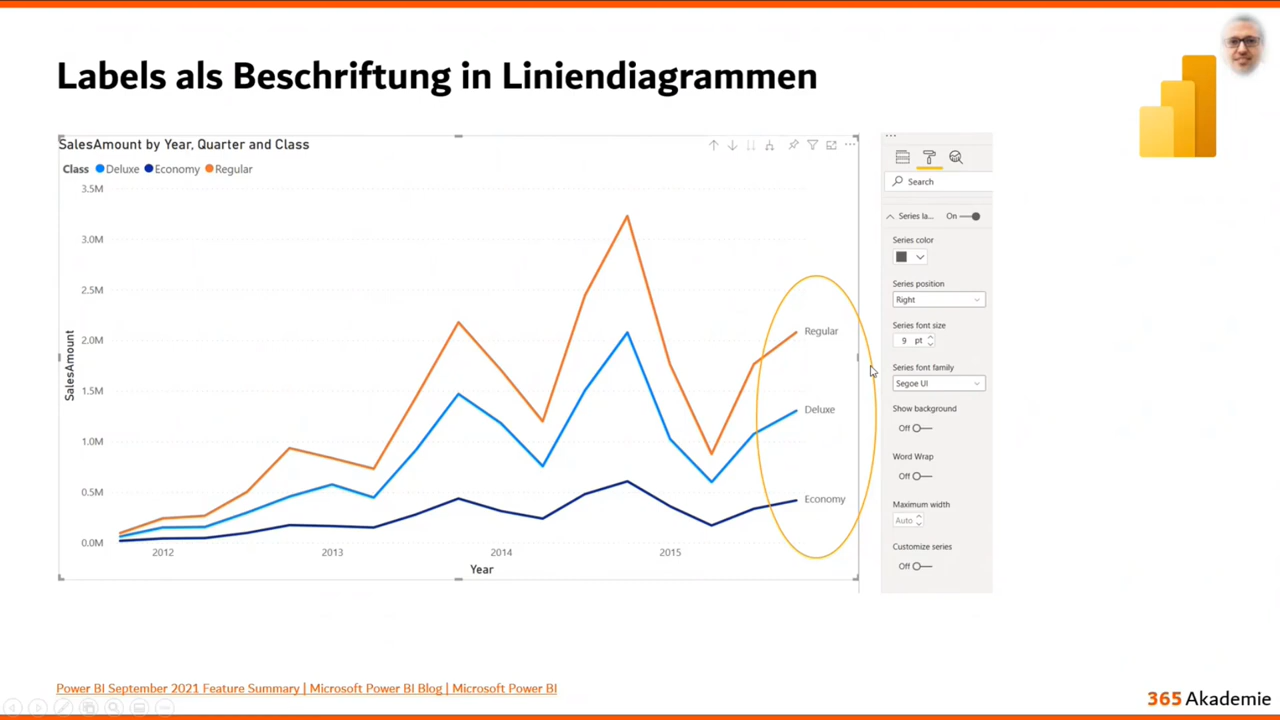 Labels als Beschriftung in Liniendiagrammen
SalesAmount by Year, Quarter and Class
Class Deluxe Economy Regular
3.5M
3.0M
2.5M
2.0M
1.5M
1.0M
0.5M
0.0M
SalesAmount
2012 2013 2014 2015
Year
Regular
Deluxe
Economy
Search
Series la... On
Series color
Series position
Right
Series font size
9 pt
Series font family
Segoe UI
Show background
Off
Word Wrap
Off
Maximum width
Auto
Customize series
Off
Power BI September 2021 Feature Summary | Microsoft Power BI Blog | Microsoft Power BI
365 Akademie